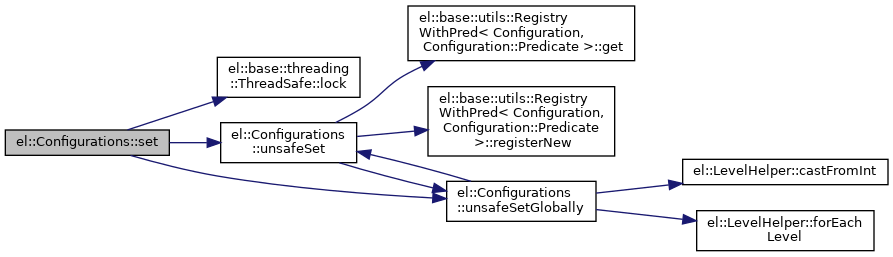 el::Configurations::set
el::base::threading
::ThreadSafe::lock
el::Configurations
::unsafeSet
el::base::utils::Registry
WithPred< Configuration,
Configuration::Predicate >::get
el::base::utils::Registry
WithPred< Configuration,
Configuration::Predicate
>::registerNew
el::Configurations
::unsafeSetGlobally
el::LevelHelper::castFromInt
el::LevelHelper::forEach
Level